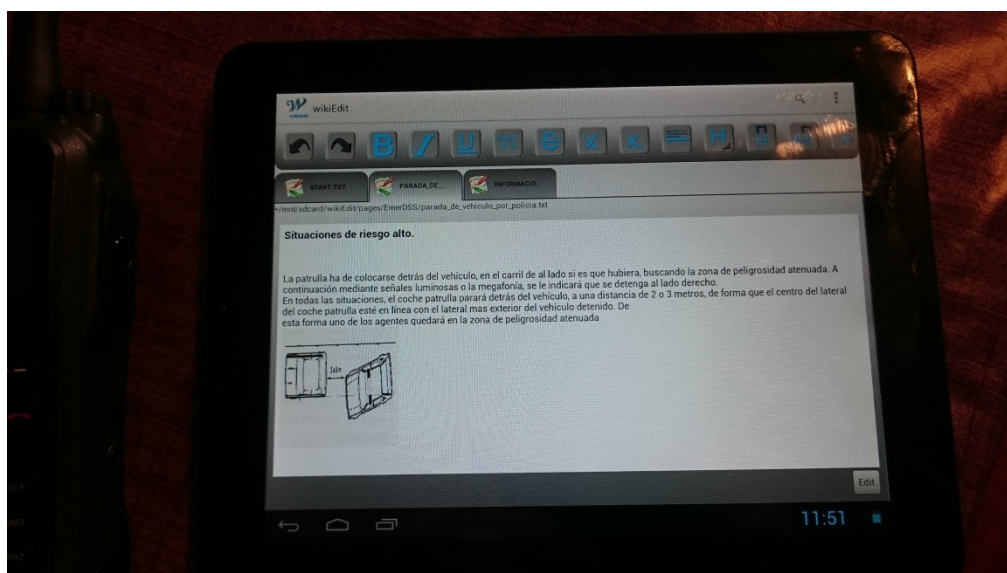 wikiEdit
B I U S X X H
START.TXT
PARADA_DE...
INFORMACIO...
/mnt/sdcard/wikiEdit/pages/EmerDSS/parada_de_vehiculo_por_policia.txt
Situaciones de riesgo alto.
La patrulla ha de colocarse detrás del vehículo, en el carril de al lado si es que hubiera, buscando la zona de peligrosidad atenuada. A
continuación mediante señales luminosas o la megafonía, se le indicará que se detenga al lado derecho.
En todas las situaciones, el coche patrulla parará detrás del vehículo, a una distancia de 2 o 3 metros, de forma que el centro del lateral
del coche patrulla esté en línea con el lateral mas exterior del vehículo detenido. De
esta forma uno de los agentes quedará en la zona de peligrosidad atenuada
Edit
11:51